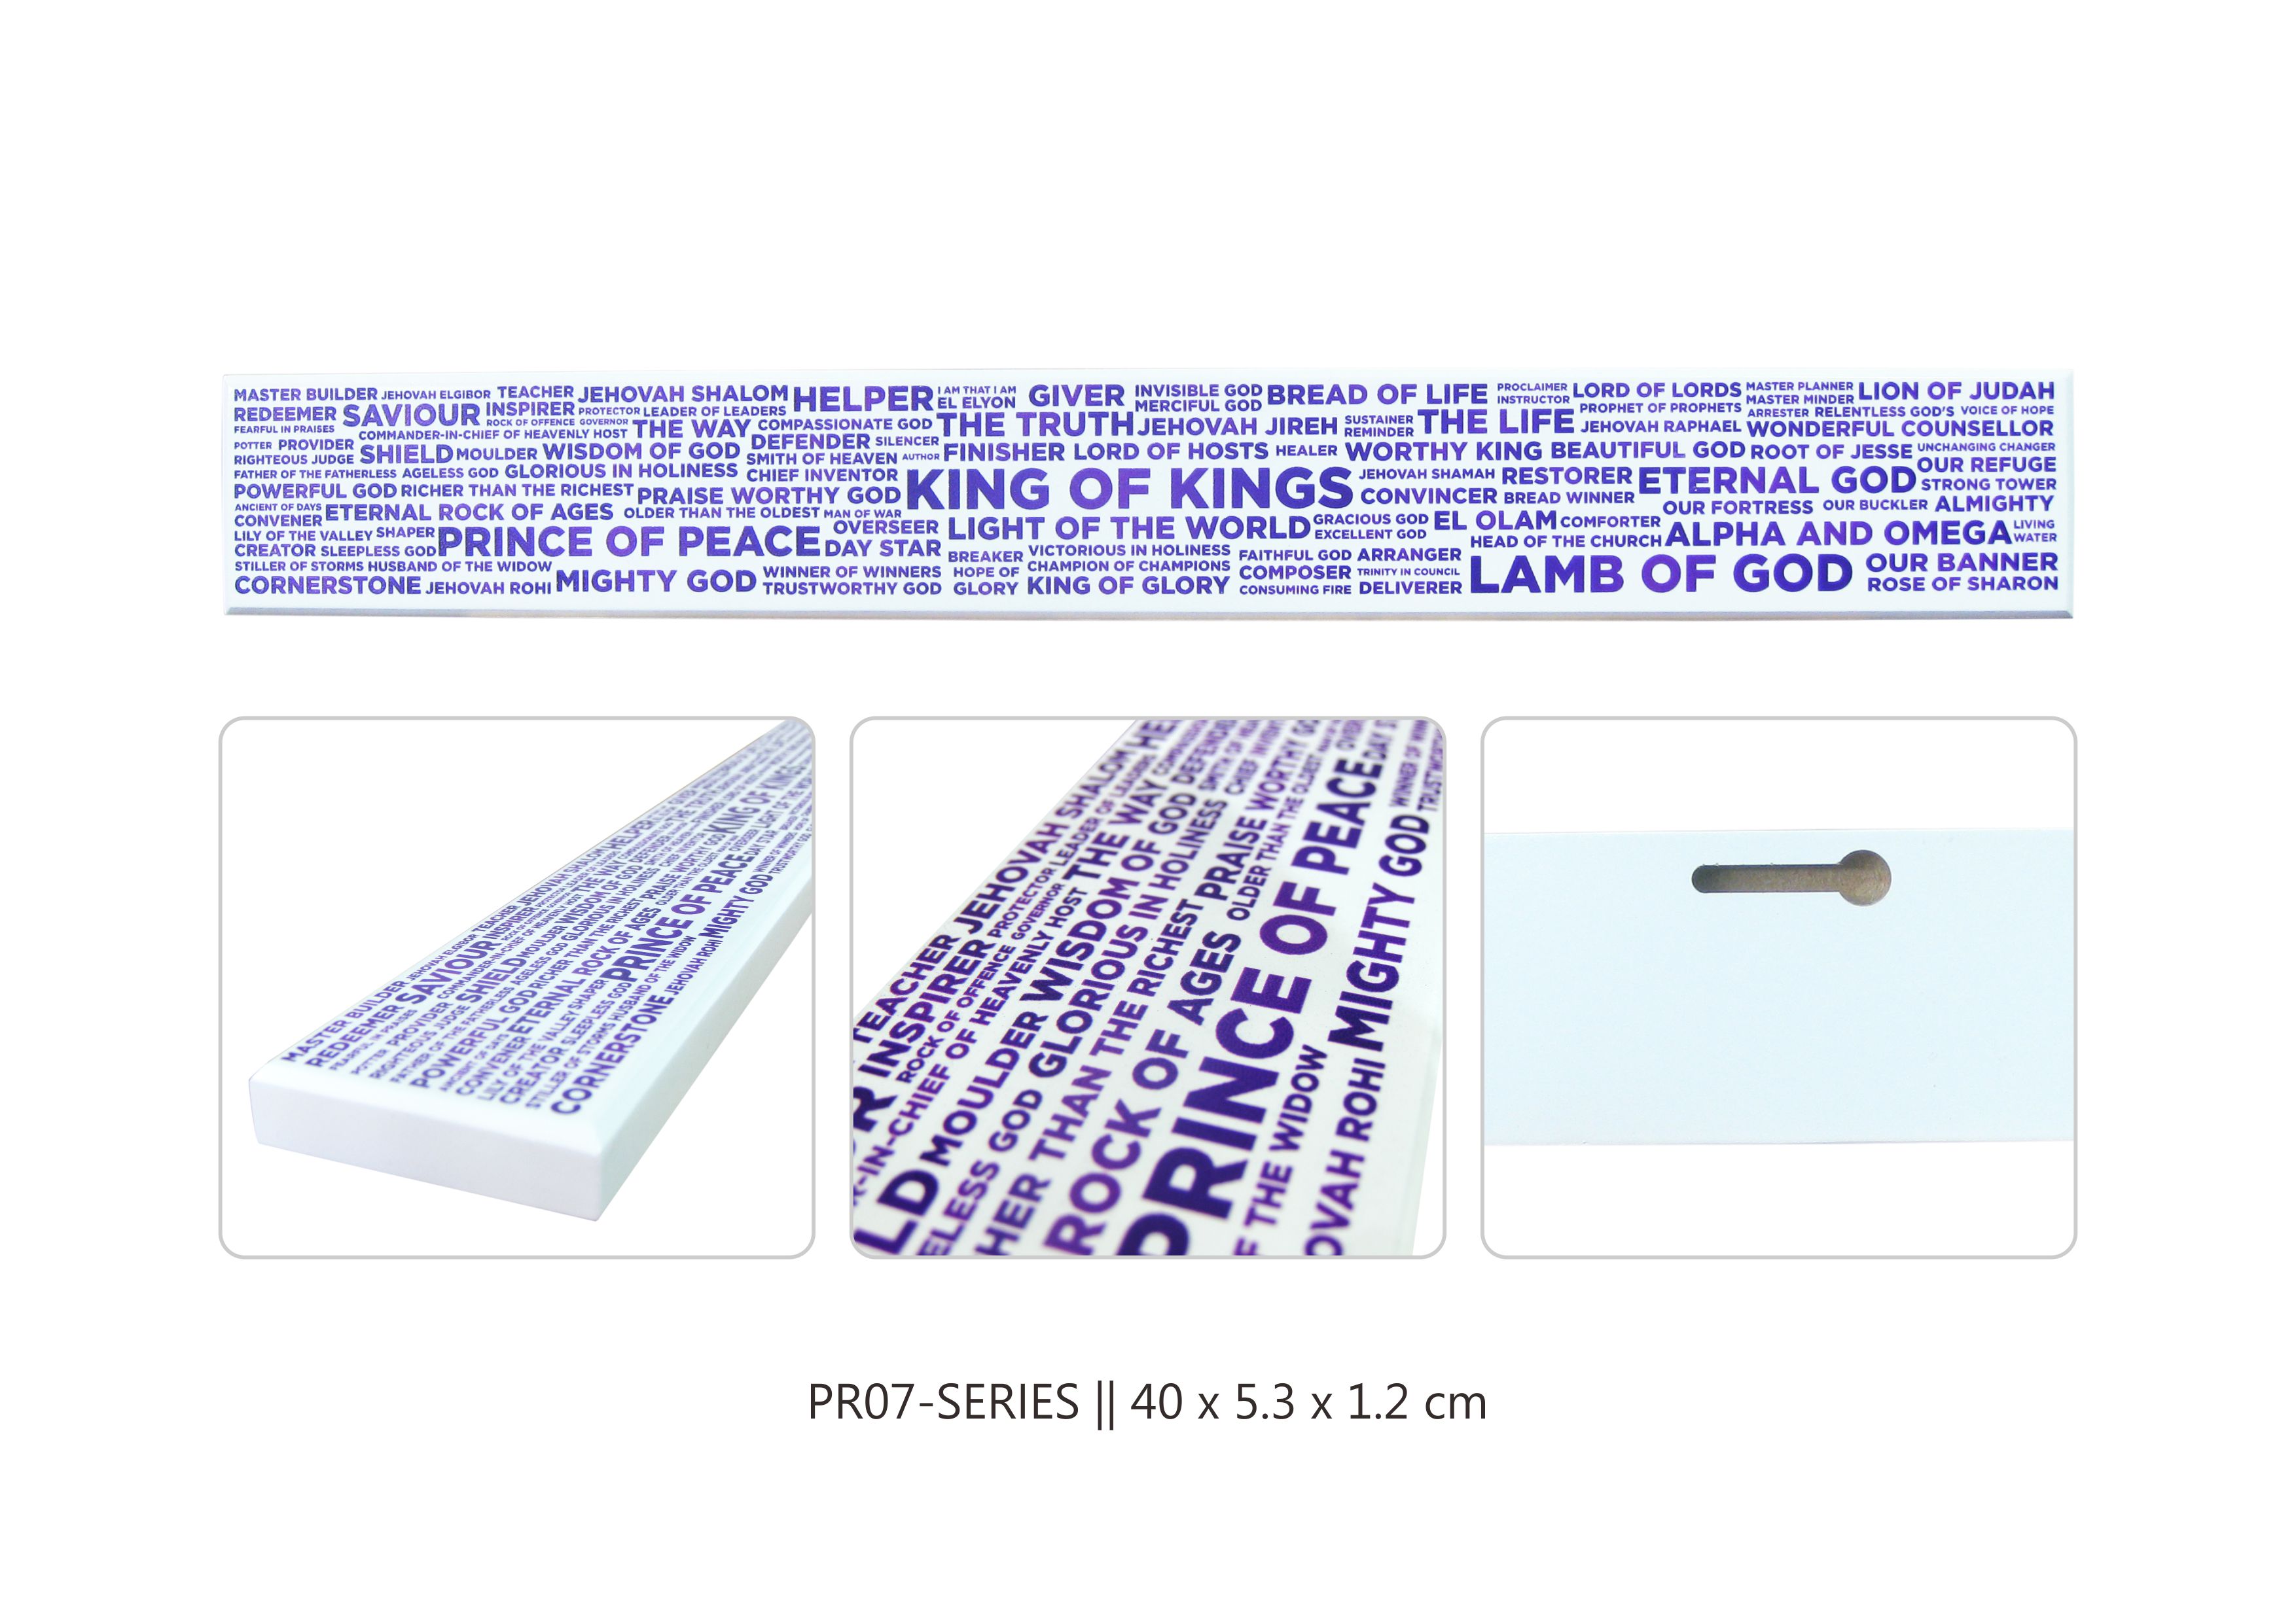 MASTER BUILDER JEHOVAH ELGIBOR TEACHER JEHOVAH SHALOM HELPER I AM THAT I AM GIVER INVISIBLE GOD BREAD OF LIFE PROCLAIMER LORD OF LORDS MASTER PLANNER LION OF JUDAH
EL ELYON MERCIFUL GOD INSTRUCTOR MASTER MINDER
REDEEMER SAVIOUR INSPIRER PROTECTOR LEADER OF LEADERS PROPHET OF PROPHETS ARRESTER RELENTLESS GOD'S VOICE OF HOPE
FEARFUL IN PRAISES ROCK OF OFFENCE GOVERNOR THE WAY COMPASSIONATE GOD THE TRUTH JEHOVAH JIREH SUSTAINER THE LIFE JEHOVAH RAPHAEL WONDERFUL COUNSELLOR
COMMANDER-IN-CHIEF OF HEAVENLY HOST REMINDER
POTTER PROVIDER DEFENDER SILENCER
RIGHTEOUS JUDGE SHIELD MOULDER WISDOM OF GOD SMITH OF HEAVEN AUTHOR FINISHER LORD OF HOSTS HEALER WORTHY KING BEAUTIFUL GOD ROOT OF JESSE UNCHANGING CHANGER
FATHER OF THE FATHERLESS AGELESS GOD GLORIOUS IN HOLINESS CHIEF INVENTOR KING OF KINGS JEHOVAH SHAMAH RESTORER ETERNAL GOD OUR REFUGE
POWERFUL GOD RICHER THAN THE RICHEST PRAISE WORTHY GOD CONVINCER BREAD WINNER STRONG TOWER
ANCIENT OF DAYS ETERNAL ROCK OF AGES OLDER THAN THE OLDEST MAN OF WAR OUR FORTRESS OUR BUCKLER ALMIGHTY
CONVENER OVERSEER LIGHT OF THE WORLD GRACIOUS GOD EL OLAM COMFORTER
LILY OF THE VALLEY SHAPER PRINCE OF PEACE EXCELLENT GOD HEAD OF THE CHURCH ALPHA AND OMEGA LIVING WATER
CREATOR SLEEPLESS GOD DAY STAR BREAKER VICTORIOUS IN HOLINESS FAITHFUL GOD ARRANGER
STILLER OF STORMS HUSBAND OF THE WIDOW WINNER OF WINNERS HOPE OF GLORY CHAMPION OF CHAMPIONS COMPOSER TRINITY IN COUNCIL LAMB OF GOD OUR BANNER
CORNERSTONE JEHOVAH ROHI MIGHTY GOD TRUSTWORTHY GOD KING OF GLORY CONSUMING FIRE DELIVERER ROSE OF SHARON
PR07-SERIES || 40 x 5.3 x 1.2 cm